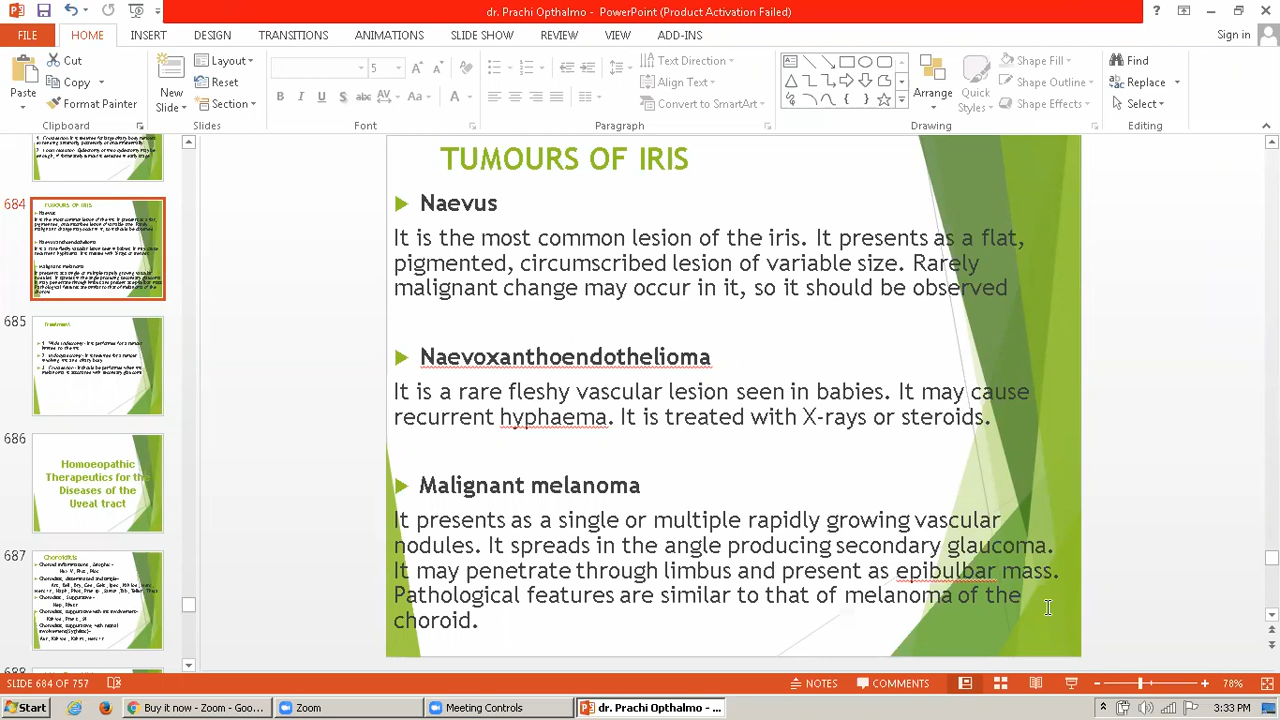 dr. Prachi Opthalmo - PowerPoint (Product Activation Failed)
FILE HOME INSERT DESIGN TRANSITIONS ANIMATIONS SLIDE SHOW REVIEW VIEW ADD-INS Sign in
Cut Layout Text Direction Shape Fill Find
Paste Copy New Slide Reset Align Text Arrange Quick Styles Shape Outline Replace
Format Painter Section Convert to SmartArt Shape Effects Select
Clipboard Slides Font Paragraph Drawing Editing
684
685
Treatment
686
Homoeopathic
Therapeutics for the
Diseases of the
Uveal tract
687
Choroiditis
688
TUMOURS OF IRIS
Naevus
It is the most common lesion of the iris. It presents as a flat,
pigmented, circumscribed lesion of variable size. Rarely
malignant change may occur in it, so it should be observed
Naevoxanthoendothelioma
It is a rare fleshy vascular lesion seen in babies. It may cause
recurrent hyphaema. It is treated with X-rays or steroids.
Malignant melanoma
It presents as a single or multiple rapidly growing vascular
nodules. It spreads in the angle producing secondary glaucoma.
It may penetrate through limbus and present as epibulbar mass.
Pathological features are similar to that of melanoma of the
choroid.
SLIDE 684 OF 757 NOTES COMMENTS 78%
Start Buy it now - Zoom - Goo... Zoom Meeting Controls dr. Prachi Opthalmo - ... 3:33 PM